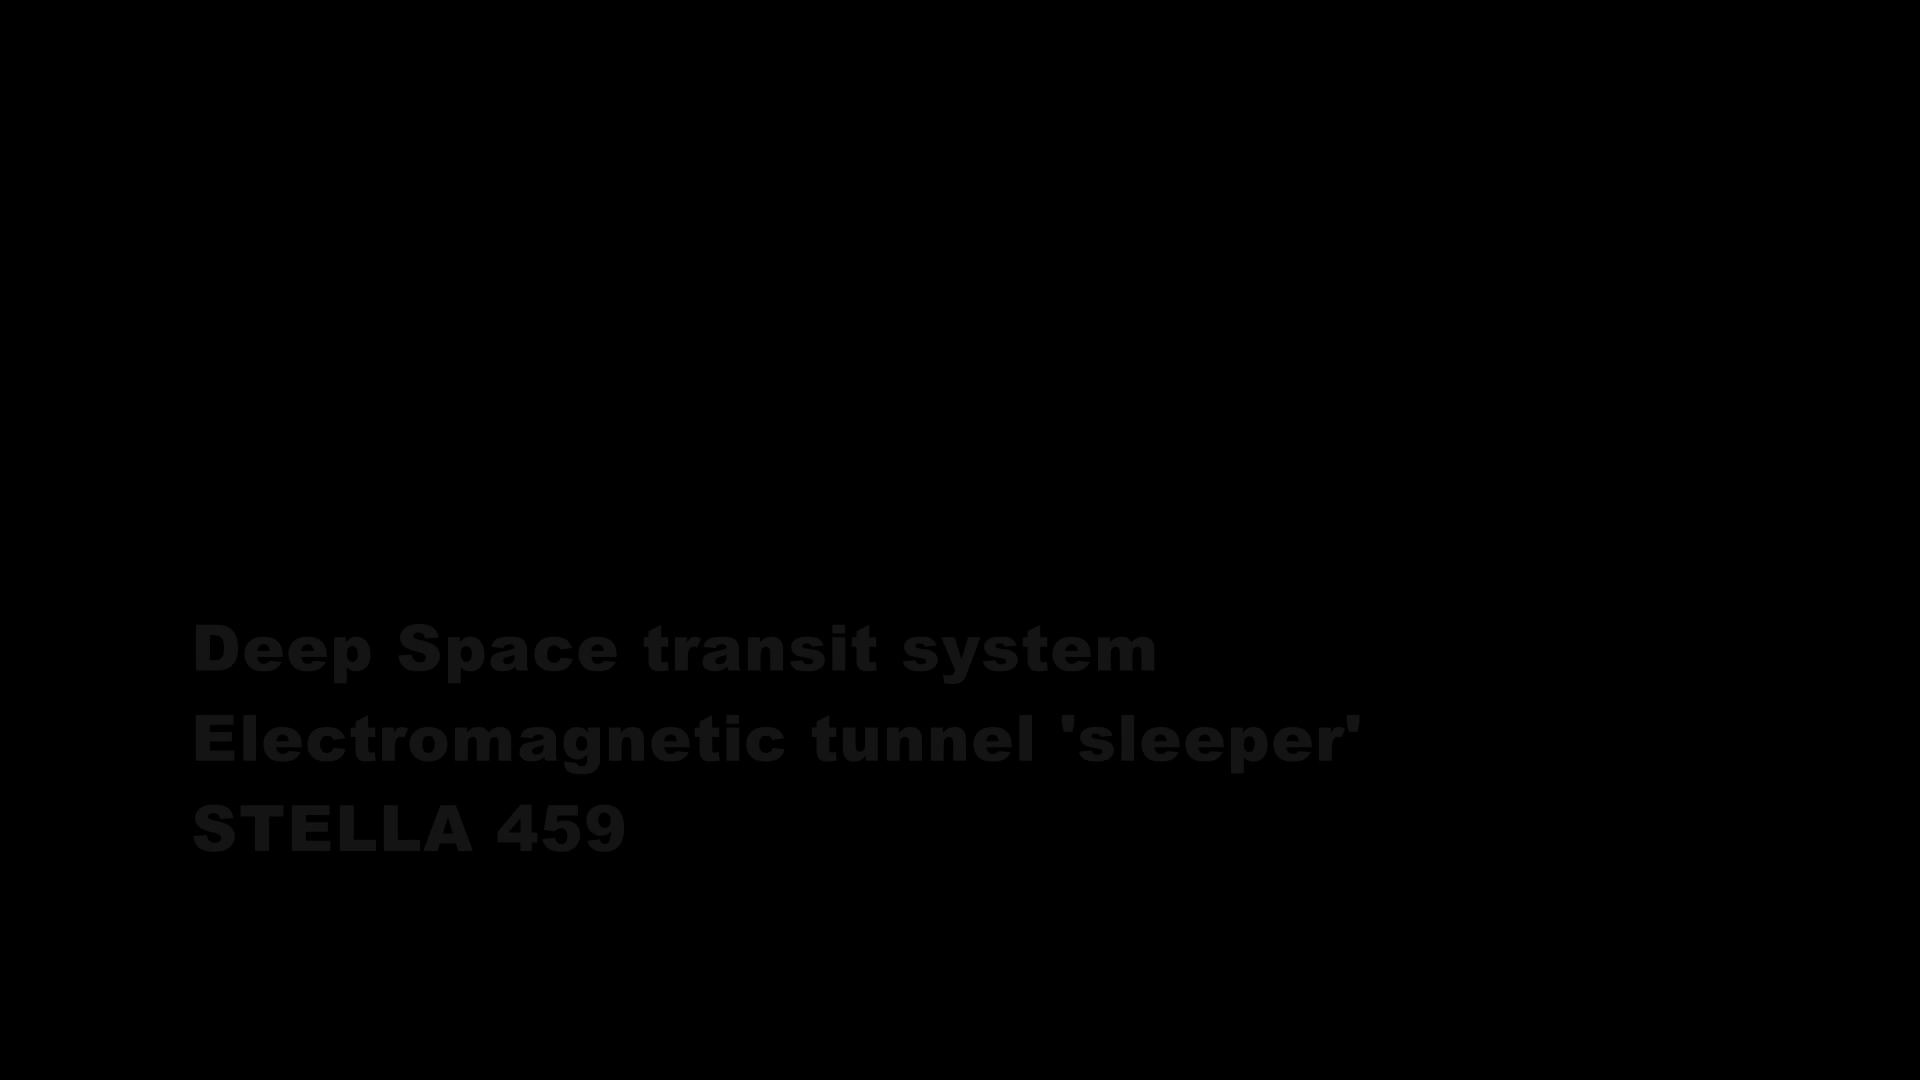 Deep Space transit system
Electromagnetic tunnel 'sleeper'
STELLA 459